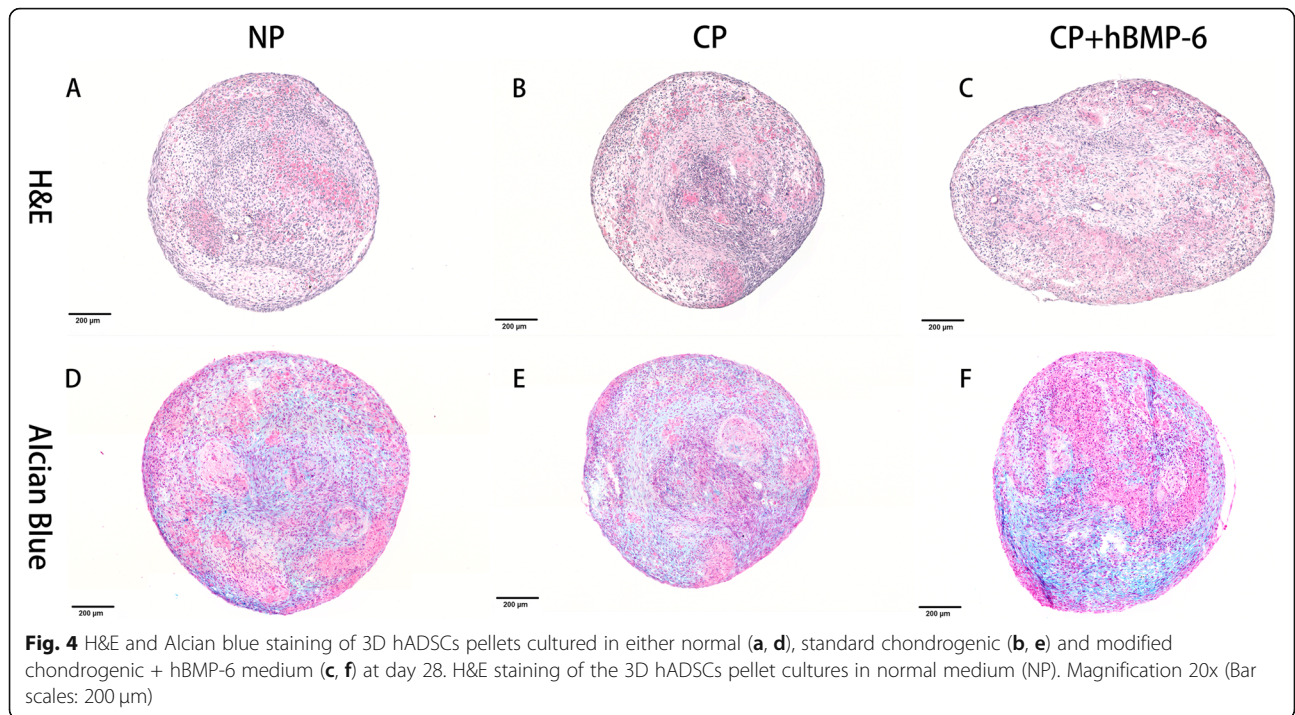 NP CP CP+hBMP-6
H&E
A B C
200 µm 200 µm 200 µm
Alcian Blue
D E F
200 µm 200 µm 200 µm
Fig. 4 H&E and Alcian blue staining of 3D hADSCs pellets cultured in either normal (a, d), standard chondrogenic (b, e) and modified
chondrogenic + hBMP-6 medium (c, f) at day 28. H&E staining of the 3D hADSCs pellet cultures in normal medium (NP). Magnification 20x (Bar
scales: 200 µm)